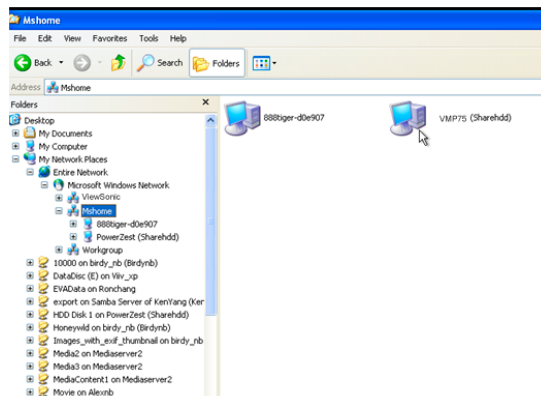 Mshome
File Edit View Favorites Tools Help
Back Search Folders
Address Mshome
Folders ×
Desktop
My Documents
My Computer
My Network Places
Entire Network
Microsoft Windows Network
ViewSonic
Mshome
888tiger-d0e907
PowerZest (Sharehdd)
Workgroup
10000 on birdy_nb (Birdynb)
DataDisc (E) on Viiv_xp
EVAData on Ronchang
export on Samba Server of KenYang (Ken
HDD Disk 1 on PowerZest (Sharehdd)
Honeywld on birdy_nb (Birdynb)
Images_with_exif_thumbnail on birdy_nb
Media2 on Mediaserver2
Media3 on Mediaserver2
MediaContent1 on Mediaserver2
Movie on Alexnb
888tiger-d0e907
VMP75 (Sharehdd)